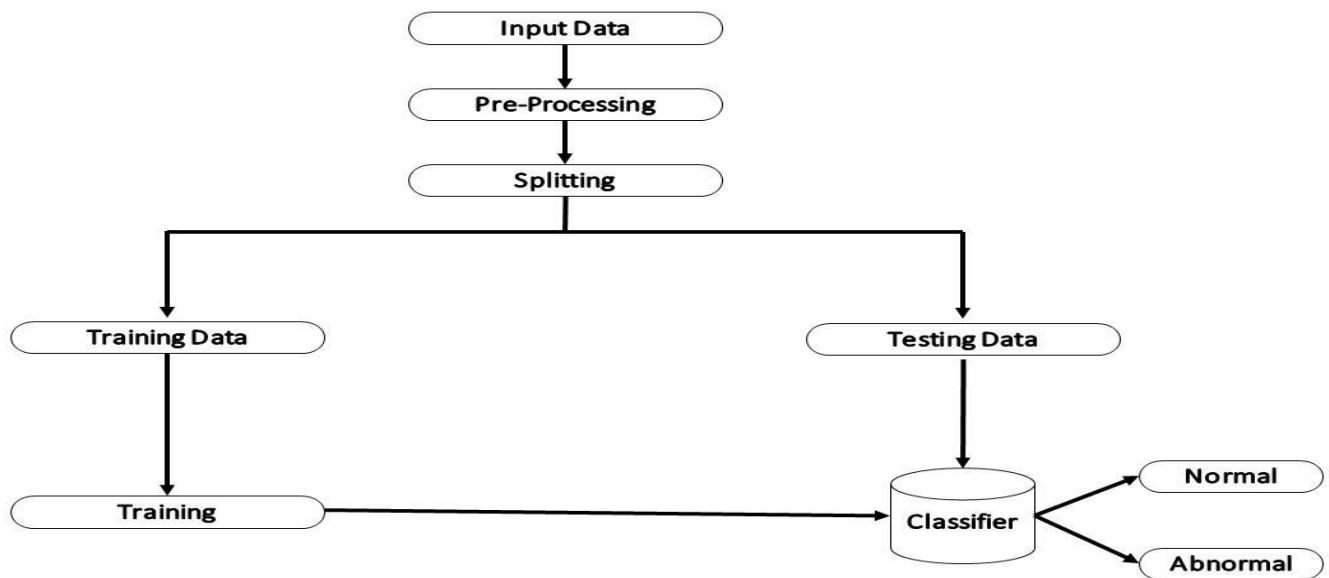 Input Data
Pre-Processing
Splitting
Training Data
Testing Data
Training
Classifier
Normal
Abnormal